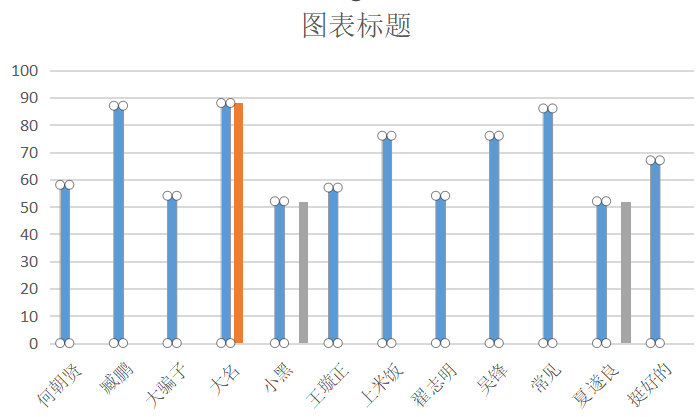 图表标题
100
90
80
70
60
50
40
30
20
10
0
何朝贤
臧鹏
大骗子
大名
小黑
王璇正
上米饭
翟志明
吴锋
常见
夏遂良
挺好的